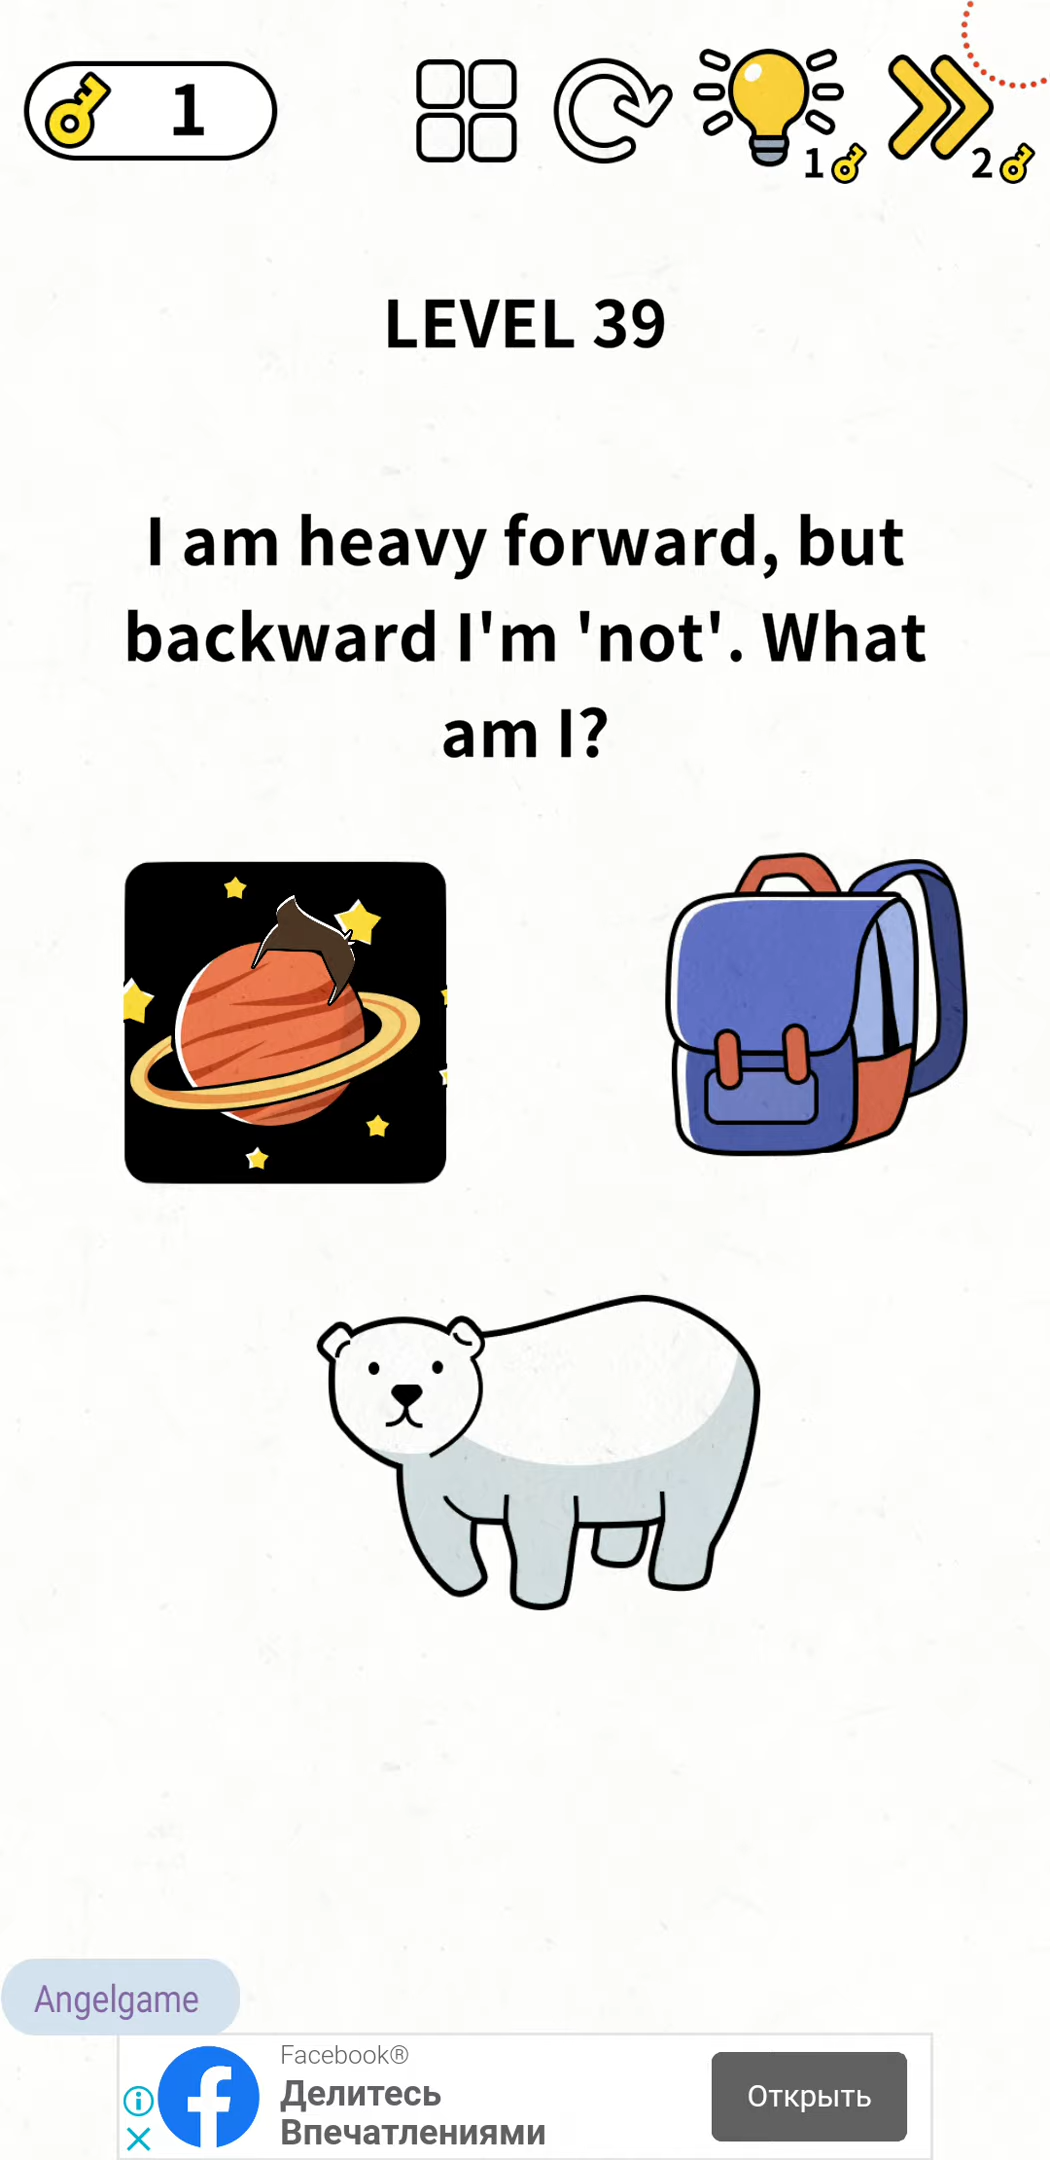 1
1
2
LEVEL 39
I am heavy forward, but
backward I'm 'not'. What
am I?
Angelgame
Facebook®
Делитесь
Впечатлениями
Открыть